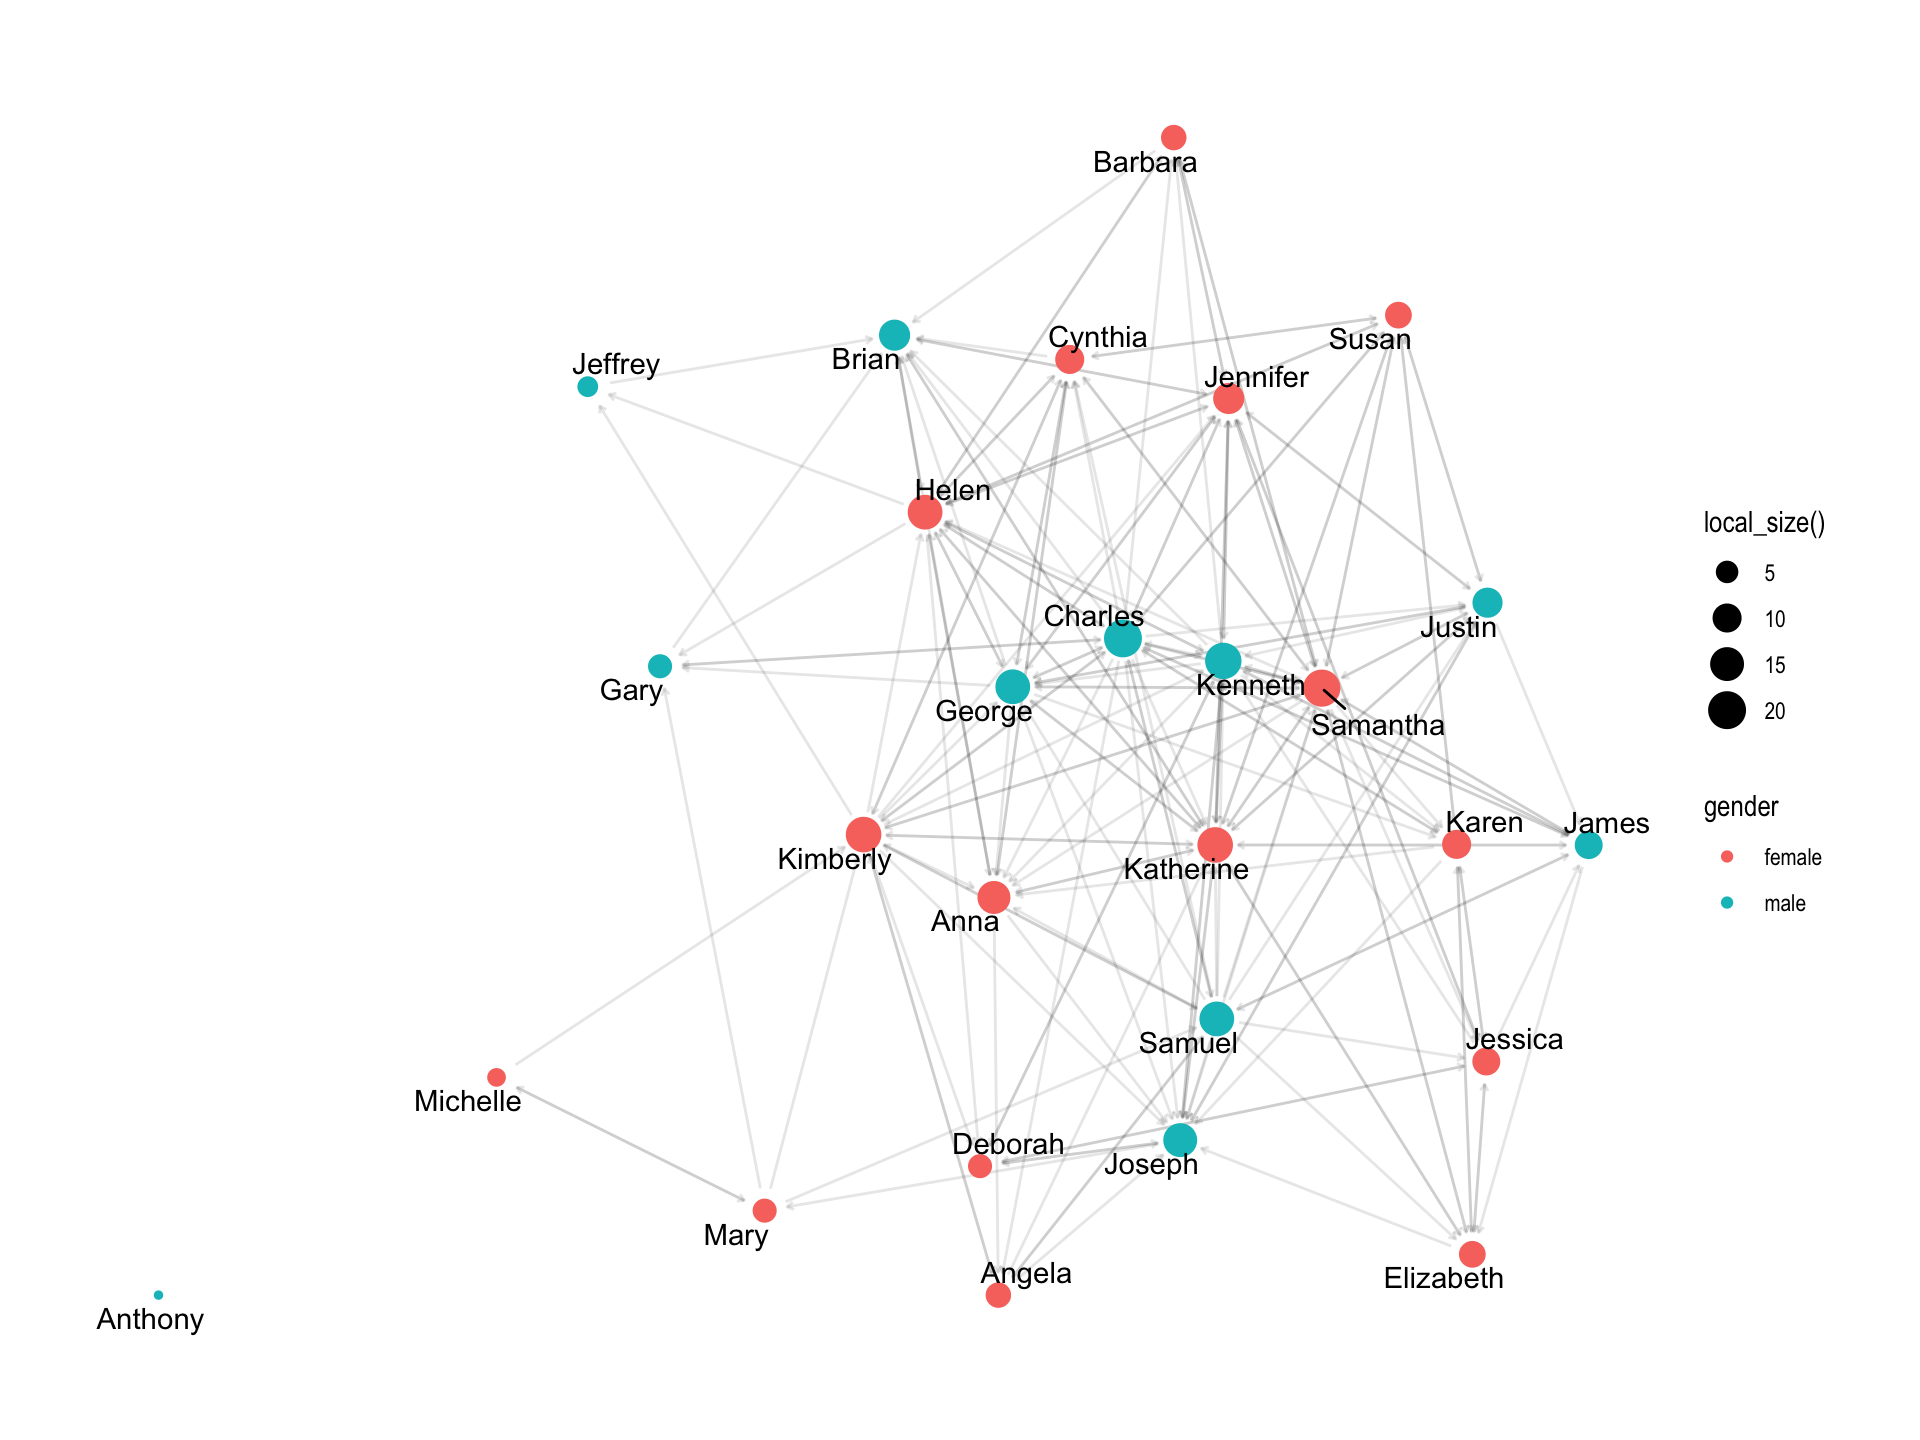 Barbara
Susan
Cynthia
Brian
Jeffrey
Jennifer
Helen
Charles
Justin
Kenneth
Gary
George
Samantha
Karen
James
Kimberly
Katherine
Anna
Samuel
Jessica
Michelle
Deborah
Joseph
Mary
Angela
Elizabeth
Anthony
local_size()
5
10
15
20
gender
female
male